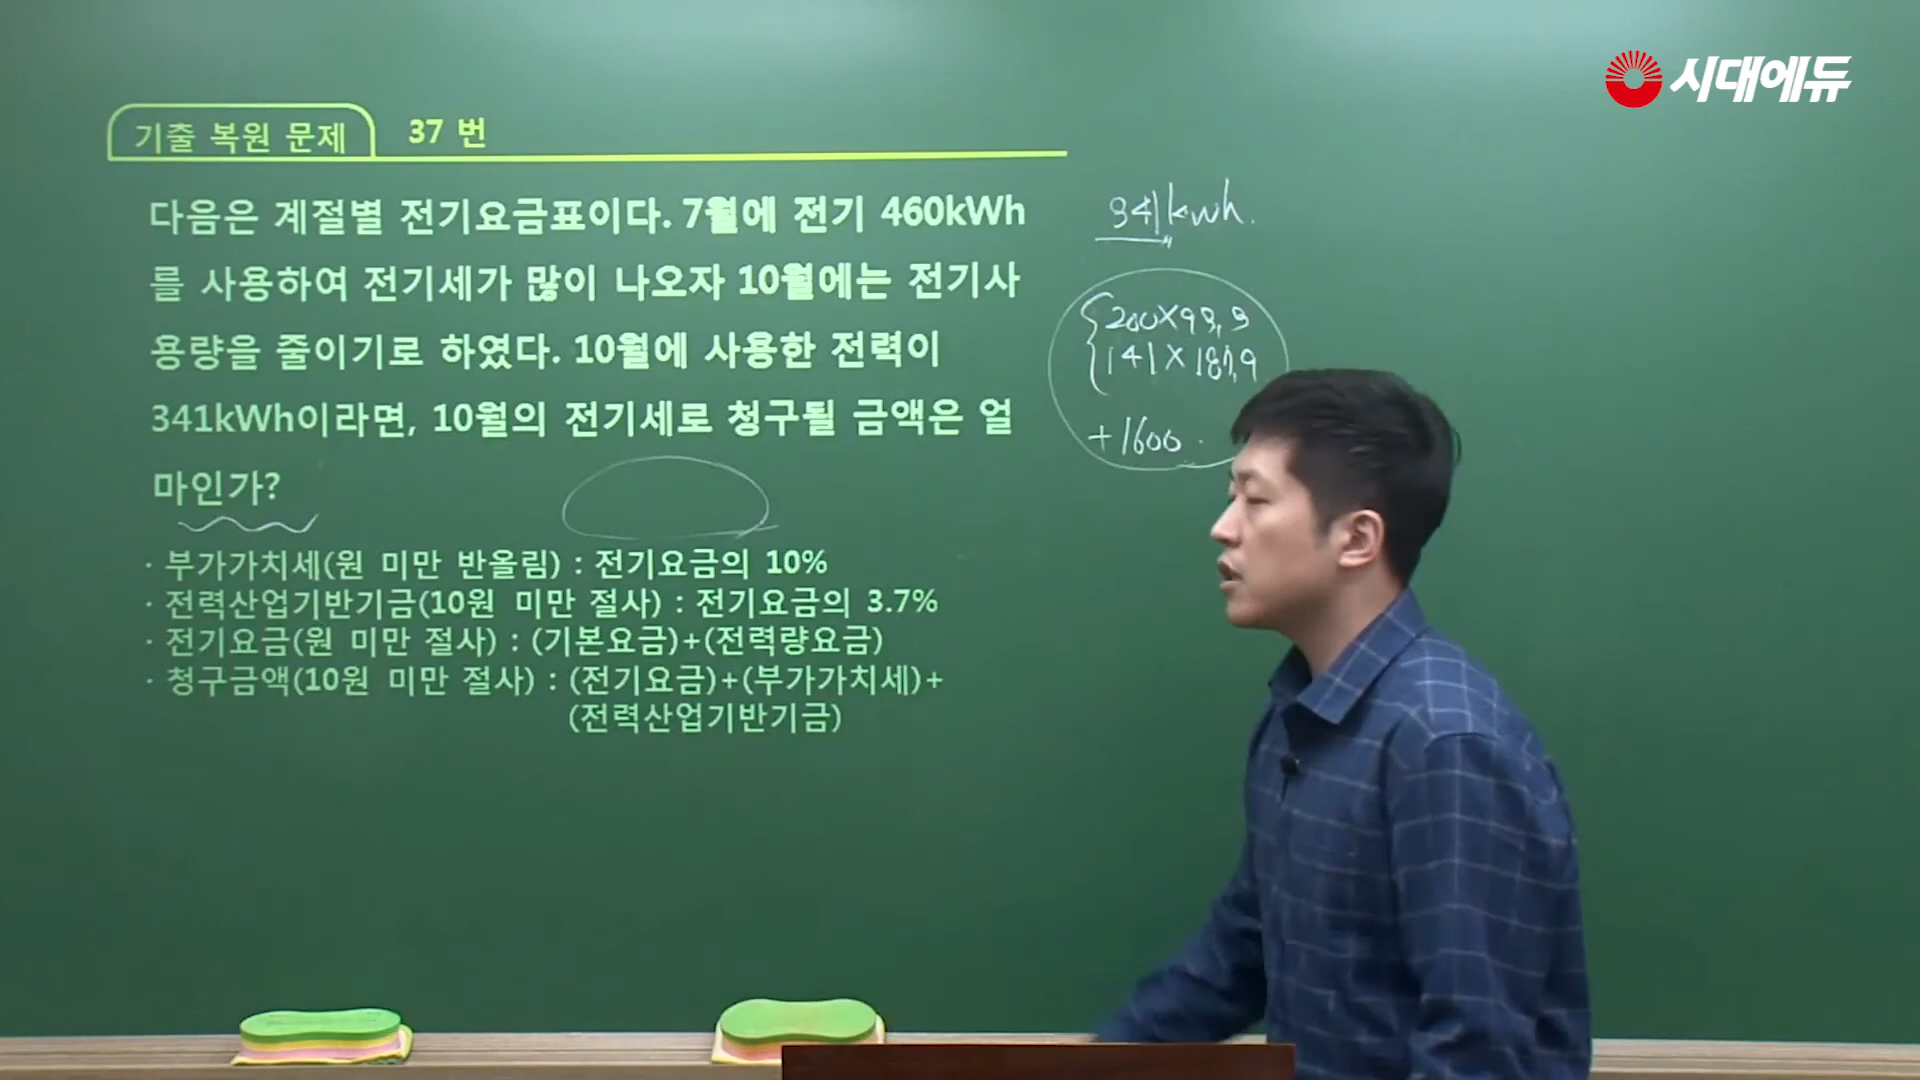 시대에듀
기출 복원 문제 37 번
다음은 계절별 전기요금표이다. 7월에 전기 460kWh
를 사용하여 전기세가 많이 나오자 10월에는 전기사
용량을 줄이기로 하였다. 10월에 사용한 전력이
341kWh이라면, 10월의 전기세로 청구될 금액은 얼
마인가?
· 부가가치세(원 미만 반올림) : 전기요금의 10%
· 전력산업기반기금(10원 미만 절사) : 전기요금의 3.7%
· 전기요금(원 미만 절사) : (기본요금)+(전력량요금)
· 청구금액(10원 미만 절사) : (전기요금)+(부가가치세)+
(전력산업기반기금)
341kwh.
200×93.3
141×187.9
+1600